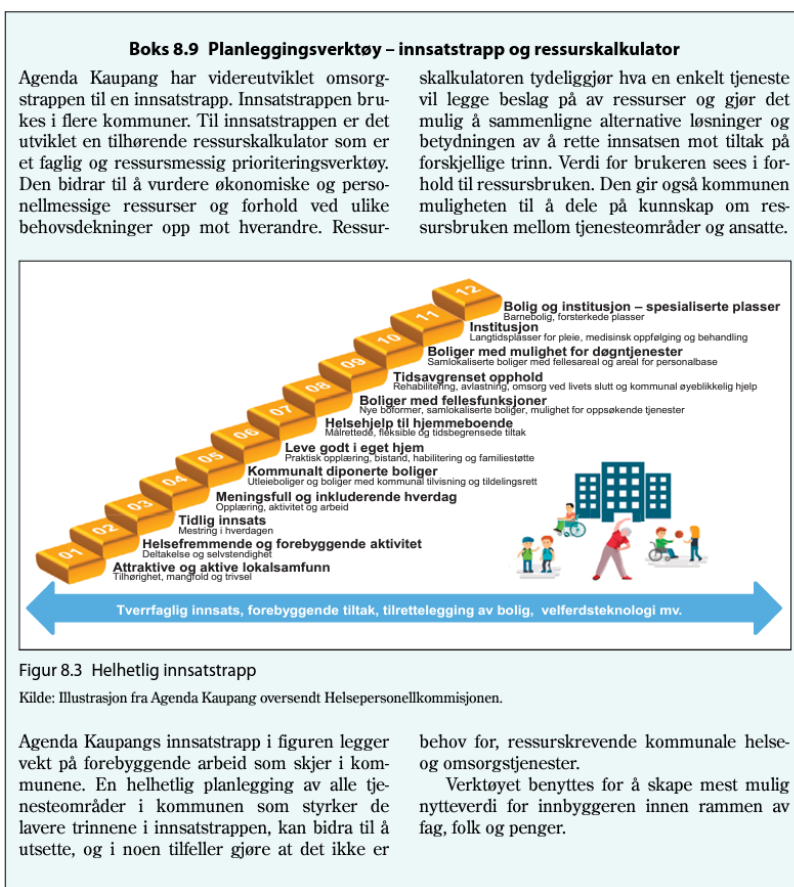 Boks 8.9 Planleggingsverktøy – innsatstrapp og ressurskalkulator
Agenda Kaupang har videreutviklet omsorg-
strappen til en innsatstrapp. Innsatstrappen bru-
kes i flere kommuner. Til innsatstrappen er det
utviklet en tilhørende ressurskalkulator som er
et faglig og ressursmessig prioriteringsverktøy.
Den bidrar til å vurdere økonomiske og perso-
nellmessige ressurser og forhold ved ulike
behovsdekninger opp mot hverandre. Ressur-
skalkulatoren tydeliggjør hva en enkelt tjeneste
vil legge beslag på av ressurser og gjør det
mulig å sammenligne alternative løsninger og
betydningen av å rette innsatsen mot tiltak på
forskjellige trinn. Verdi for brukeren sees i for-
hold til ressursbruken. Den gir også kommunen
muligheten til å dele på kunnskap om res-
sursbruken mellom tjenesteområder og ansatte.
12
Bolig og institusjon – spesialiserte plasser
Barnebolig, forsterkede plasser
11
Institusjon
Langtidsplasser for pleie, medisinsk oppfølging og behandling
10
Boliger med mulighet for døgntjenester
Samlokaliserte boliger med fellesareal og areal for personalbase
09
Tidsavgrenset opphold
Rehabilitering, avlastning, omsorg ved livets slutt og kommunal øyeblikkelig hjelp
08
Boliger med fellesfunksjoner
Nye boformer, samlokaliserte boliger, mulighet for oppsøkende tjenester
07
Helsehjelp til hjemmeboende
Målrettede, fleksible og tidsbegrensede tiltak
06
Leve godt i eget hjem
Praktisk opplæring, bistand, habilitering og familiestøtte
05
Kommunalt diponerte boliger
Utleieboliger og boliger med kommunal tilvisning og tildelingsrett
04
Meningsfull og inkluderende hverdag
Opplæring, aktivitet og arbeid
03
Tidlig innsats
Mestring i hverdagen
02
Helsefremmende og forebyggende aktivitet
Deltakelse og selvstendighet
01
Attraktive og aktive lokalsamfunn
Tilhørighet, mangfold og trivsel
Tverrfaglig innsats, forebyggende tiltak, tilrettelegging av bolig, velferdsteknologi mv.
Figur 8.3 Helhetlig innsatstrapp
Kilde: Illustrasjon fra Agenda Kaupang oversendt Helsepersonellkommisjonen.
Agenda Kaupangs innsatstrapp i figuren legger
vekt på forebyggende arbeid som skjer i kom-
munene. En helhetlig planlegging av alle tje-
nesteområder i kommunen som styrker de
lavere trinnene i innsatstrappen, kan bidra til å
utsette, og i noen tilfeller gjøre at det ikke er
behov for, ressurskrevende kommunale helse-
og omsorgstjenester.
Verktøyet benyttes for å skape mest mulig
nytteverdi for innbyggeren innen rammen av
fag, folk og penger.